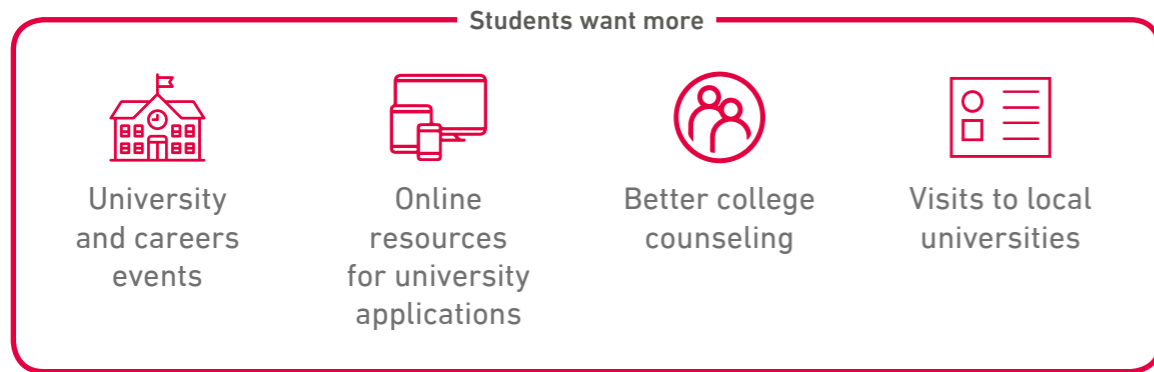 Students want more
University
and careers
events
Online
resources
for university
applications
Better college
counseling
Visits to local
universities